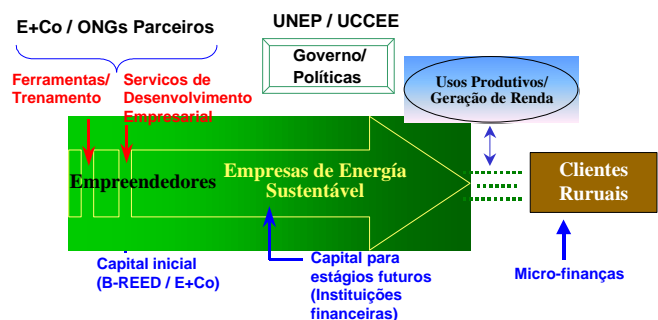 E+Co / ONGs Parceiros
UNEP / UCCEE
Governo/
Políticas
Ferramentas/
Trenamento
Servicos de
Desenvolvimento
Empresarial
Usos Produtivos/
Geração de Renda
Empreendedores
Empresas de Energía
Sustentável
Clientes
Ruruais
Capital inicial
(B-REED / E+Co)
Capital para
estágios futuros
(Instituições
financeiras)
Micro-finanças